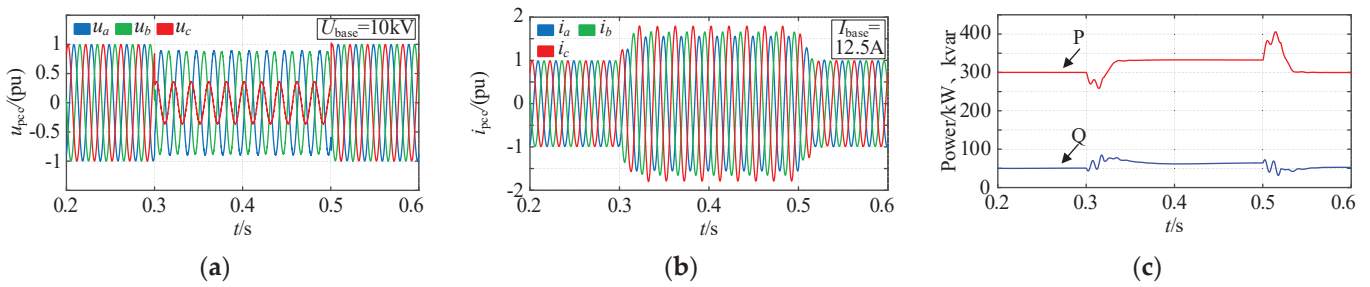 u_a u_b u_c U_base=10kV
u_pcc/(pu)
1
0.5
0
-0.5
-1
0.2 0.3 0.4 0.5 0.6
t/s
(a)
i_a i_b
i_c
I_base=
12.5A
i_pcc/(pu)
2
1
0
-1
-2
0.2 0.3 0.4 0.5 0.6
t/s
(b)
Power/kW、kvar
400
300
200
100
0
P
Q
0.2 0.3 0.4 0.5 0.6
t/s
(c)